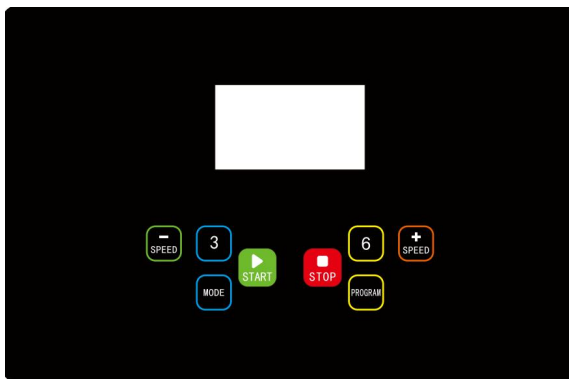 −
SPEED
3
6
+
SPEED
START
STOP
MODE
PROGRAM